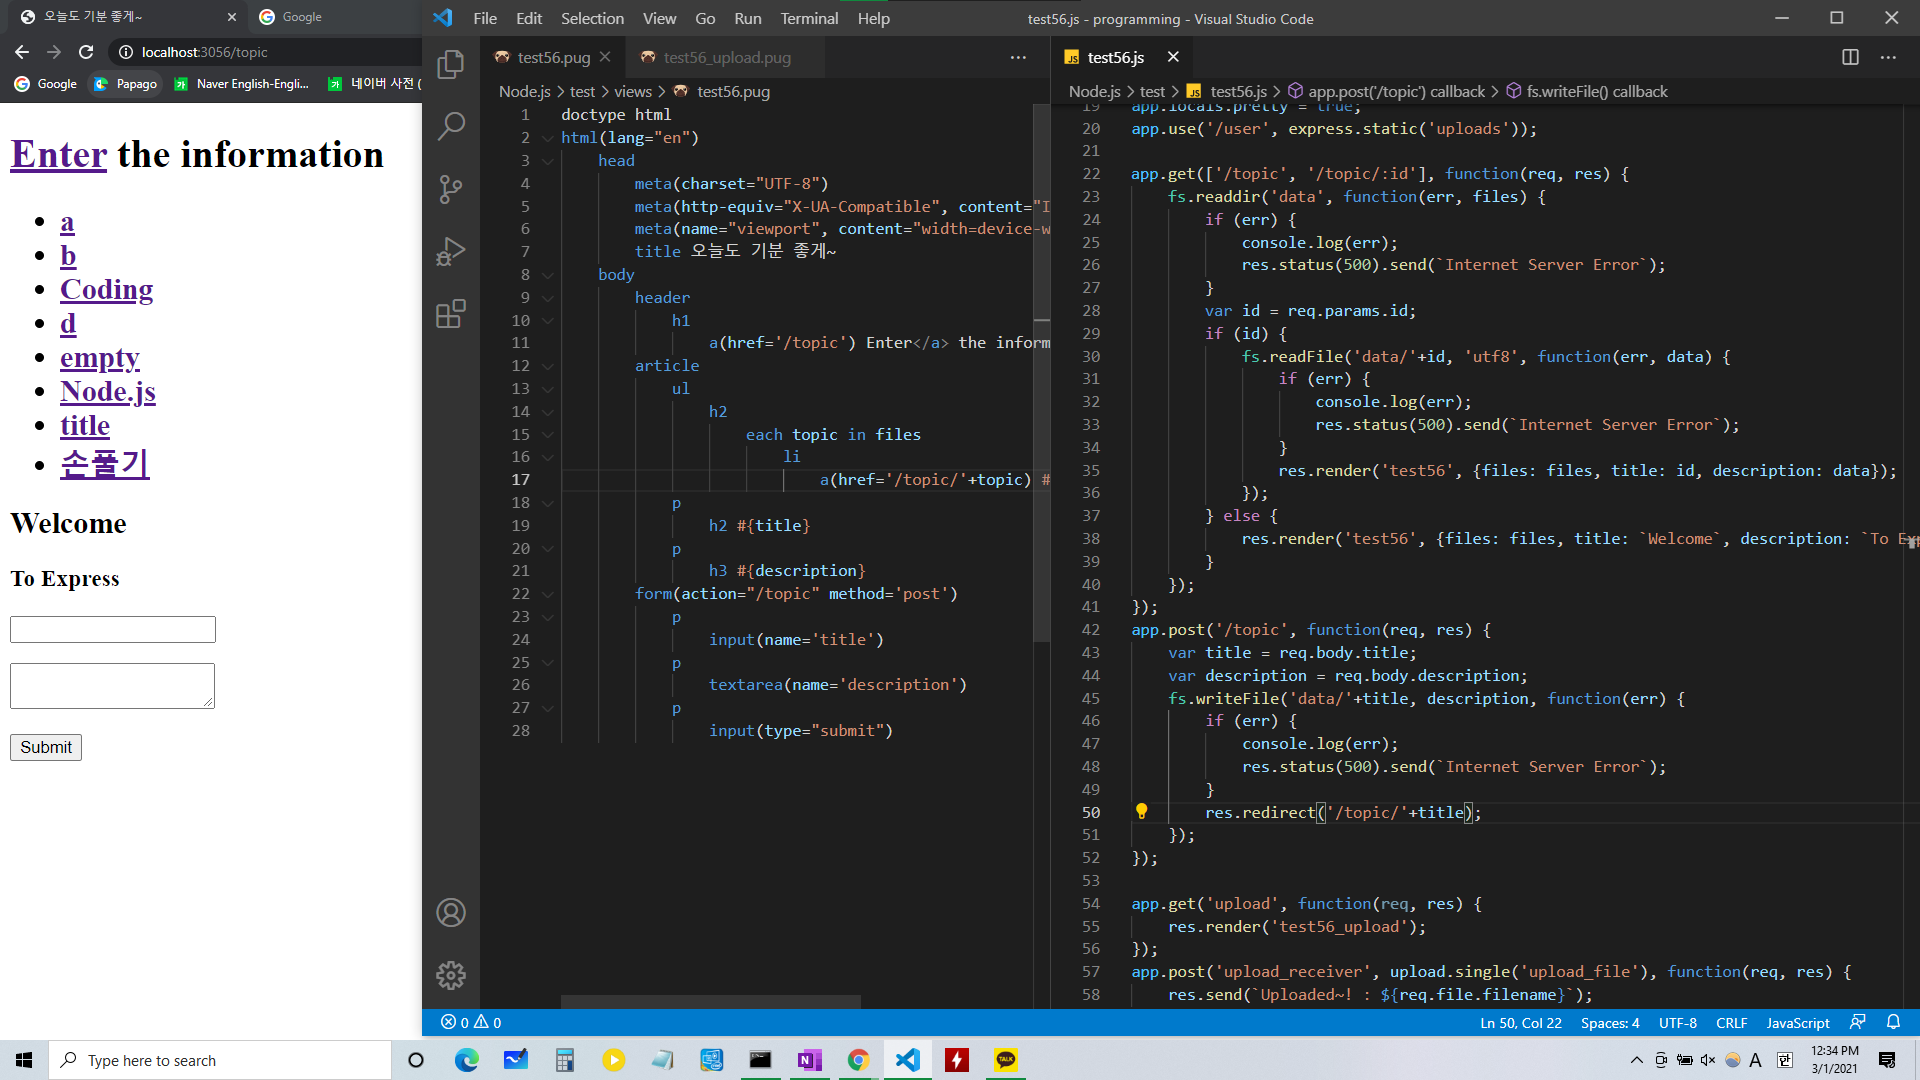 오늘도 기분 좋게~
Google
localhost:3056/topic
Google
Papago
Naver English-Engli...
네이버 사전 (
Enter the information
a
b
Coding
d
empty
Node.js
title
손풀기
Welcome
To Express
Submit
File Edit Selection View Go Run Terminal Help
test56.js - programming - Visual Studio Code
test56.pug
test56_upload.pug
Node.js > test > views > test56.pug
1 doctype html
2 html(lang="en")
3 head
4 meta(charset="UTF-8")
5 meta(http-equiv="X-UA-Compatible", content="I
6 meta(name="viewport", content="width=device-w
7 title 오늘도 기분 좋게~
8 body
9 header
10 h1
11 a(href='/topic') Enter</a> the inform
12 article
13 ul
14 h2
15 each topic in files
16 li
17 a(href='/topic/'+topic) #
18 p
19 h2 #{title}
20 p
21 h3 #{description}
22 form(action="/topic" method='post')
23 p
24 input(name='title')
25 p
26 textarea(name='description')
27 p
28 input(type="submit")
JS test56.js
Node.js > test > JS test56.js > app.post('/topic') callback > fs.writeFile() callback
19 app.locals.pretty = true;
20 app.use('/user', express.static('uploads'));
21
22 app.get(['/topic', '/topic/:id'], function(req, res) {
23 fs.readdir('data', function(err, files) {
24 if (err) {
25 console.log(err);
26 res.status(500).send(`Internet Server Error`);
27 }
28 var id = req.params.id;
29 if (id) {
30 fs.readFile('data/'+id, 'utf8', function(err, data) {
31 if (err) {
32 console.log(err);
33 res.status(500).send(`Internet Server Error`);
34 }
35 res.render('test56', {files: files, title: id, description: data});
36 });
37 } else {
38 res.render('test56', {files: files, title: `Welcome`, description: `To Exp
39 }
40 });
41 });
42 app.post('/topic', function(req, res) {
43 var title = req.body.title;
44 var description = req.body.description;
45 fs.writeFile('data/'+title, description, function(err) {
46 if (err) {
47 console.log(err);
48 res.status(500).send(`Internet Server Error`);
49 }
50 res.redirect('/topic/'+title);
51 });
52 });
53
54 app.get('upload', function(req, res) {
55 res.render('test56_upload');
56 });
57 app.post('upload_receiver', upload.single('upload_file'), function(req, res) {
58 res.send(`Uploaded~! : ${req.file.filename}`);
0 0
Ln 50, Col 22 Spaces: 4 UTF-8 CRLF JavaScript
Type here to search
TALK
A 한
12:34 PM
3/1/2021